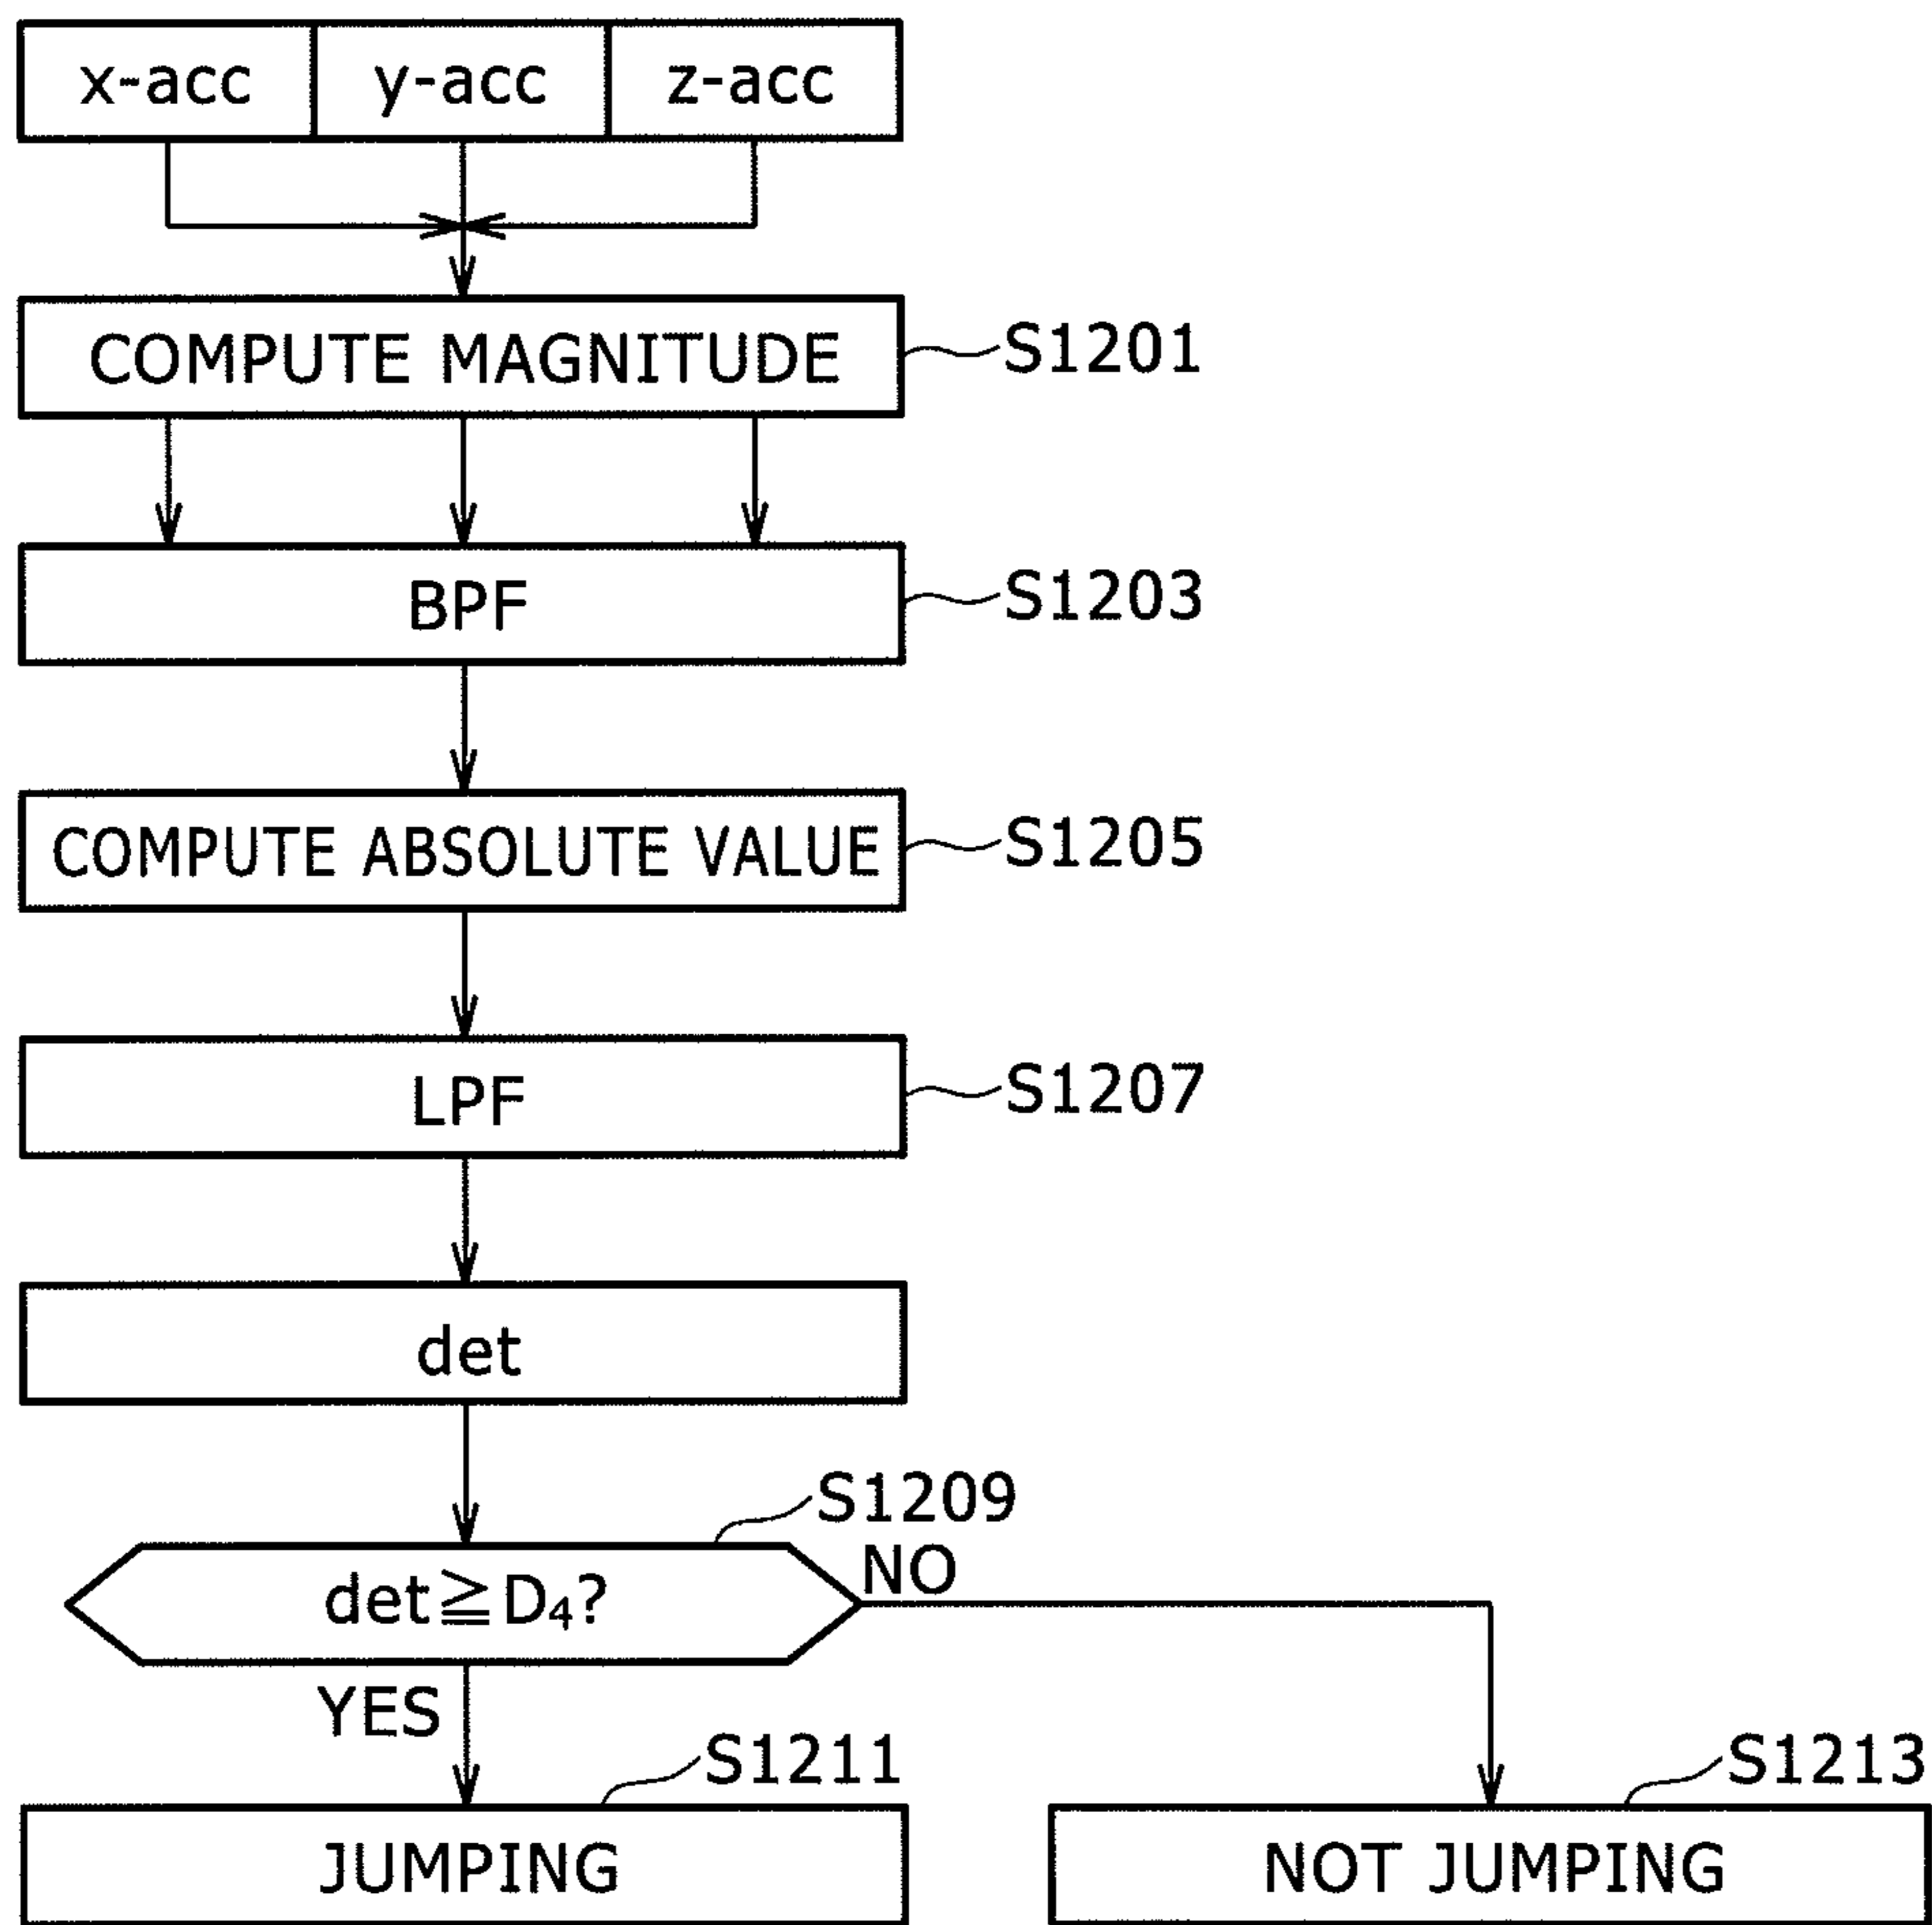 x-acc y-acc z-acc
COMPUTE MAGNITUDE S1201
BPF S1203
COMPUTE ABSOLUTE VALUE S1205
LPF S1207
det
S1209
det≧D₄?
NO
YES
S1211
S1213
JUMPING
NOT JUMPING